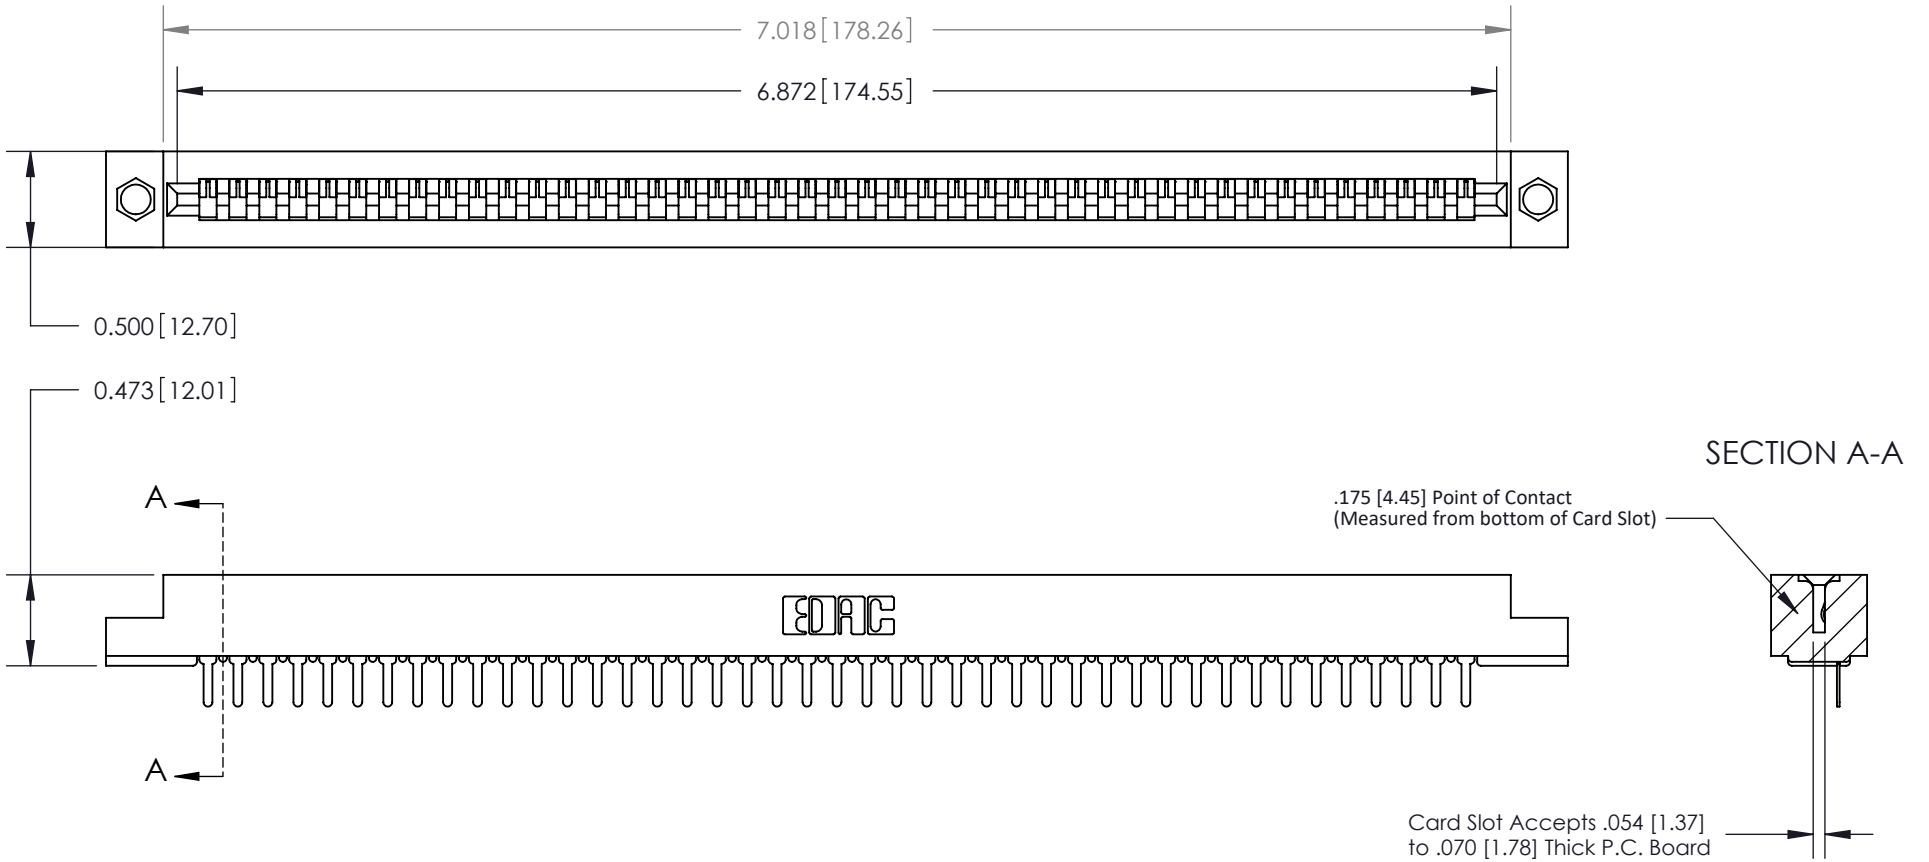 7.018[178.26]
6.872[174.55]
0.500[12.70]
0.473[12.01]
SECTION A-A
A
.175 [4.45] Point of Contact
(Measured from bottom of Card Slot)
EDAC
A
Card Slot Accepts .054 [1.37]
to .070 [1.78] Thick P.C. Board